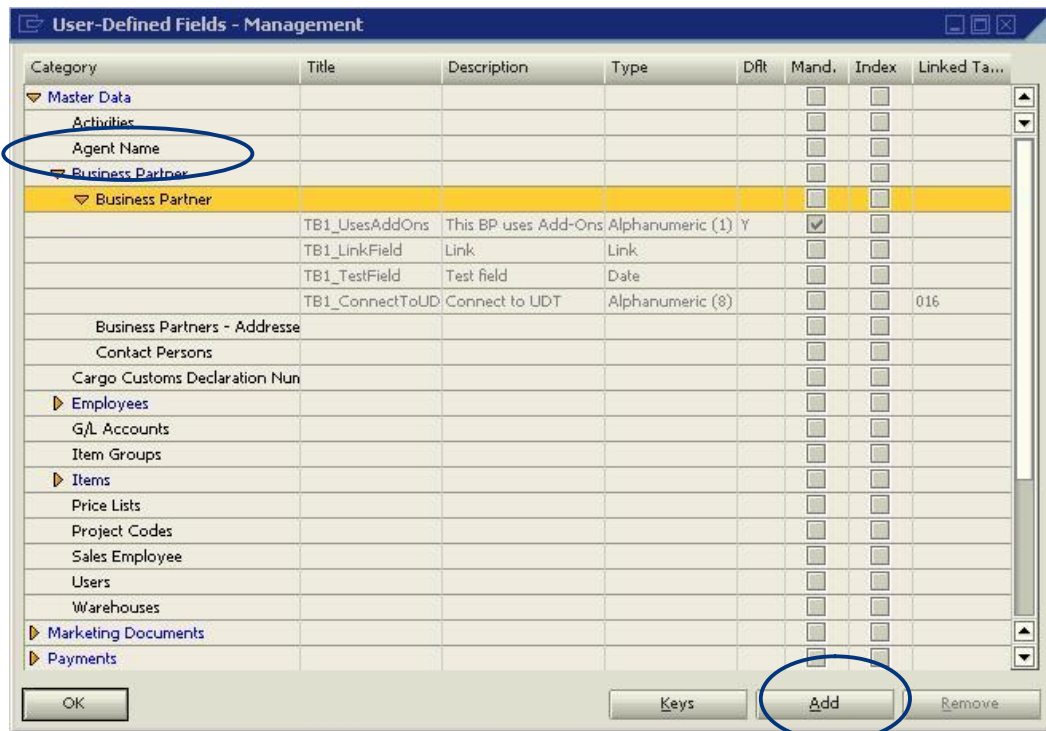 User-Defined Fields - Management
Category Title Description Type Dflt Mand. Index Linked Ta...
Master Data
Activities
Agent Name
Business Partner
Business Partner
TB1_UsesAddOns This BP uses Add-Ons Alphanumeric (1) Y
TB1_LinkField Link Link
TB1_TestField Test field Date
TB1_ConnectToUD Connect to UDT Alphanumeric (8) 016
Business Partners - Addresse
Contact Persons
Cargo Customs Declaration Num
Employees
G/L Accounts
Item Groups
Items
Price Lists
Project Codes
Sales Employee
Users
Warehouses
Marketing Documents
Payments
OK Keys Add Remove